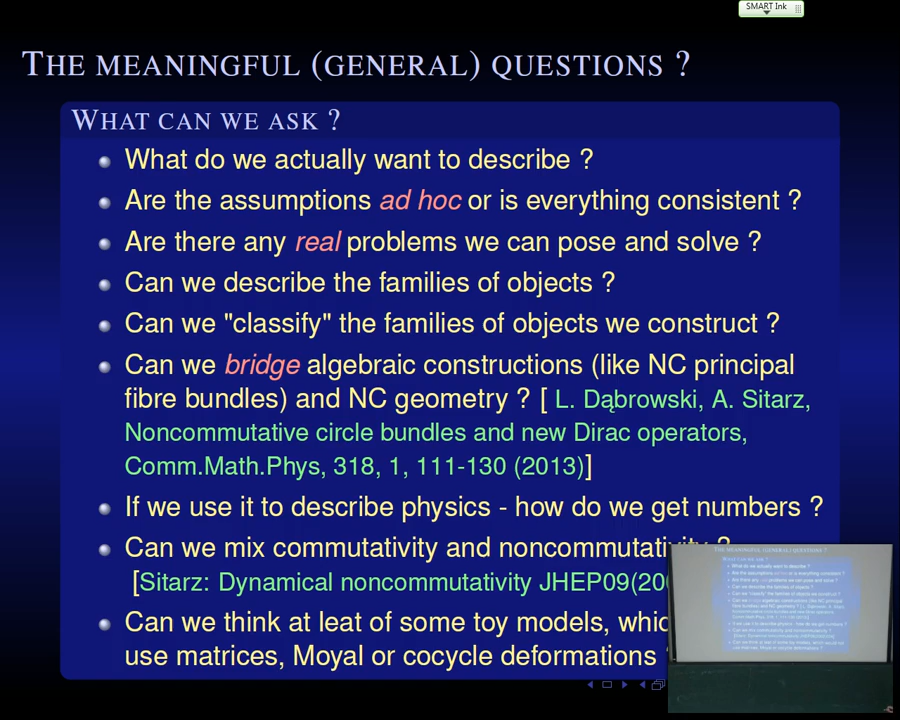 SMART Ink
THE MEANINGFUL (GENERAL) QUESTIONS ?
WHAT CAN WE ASK ?
What do we actually want to describe ?
Are the assumptions ad hoc or is everything consistent ?
Are there any real problems we can pose and solve ?
Can we describe the families of objects ?
Can we "classify" the families of objects we construct ?
Can we bridge algebraic constructions (like NC principal
fibre bundles) and NC geometry ? [ L. Dąbrowski, A. Sitarz,
Noncommutative circle bundles and new Dirac operators,
Comm.Math.Phys, 318, 1, 111-130 (2013)]
If we use it to describe physics - how do we get numbers ?
Can we mix commutativity and noncommutativity ?
[Sitarz: Dynamical noncommutativity JHEP09(20
Can we think at leat of some toy models,
use matrices, Moyal or cocycle deformations